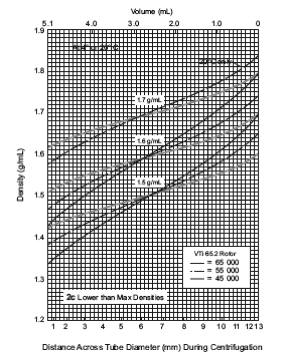 Volume (mL)
5.1 4.0 3.0 2.0 1.0 0
1.9
1.8
1.7
1.6
1.5
1.4
1.3
1.2
Density (g/mL)
1.7 g/mL
1.6 g/mL
1.5 g/mL
VTi 65.2 Rotor
= 65 000
= 55 000
= 45 000
2c Lower than Max Densities
1 2 3 4 5 6 7 8 9 10 11 12 13
Distance Across Tube Diameter (mm) During Centrifugation